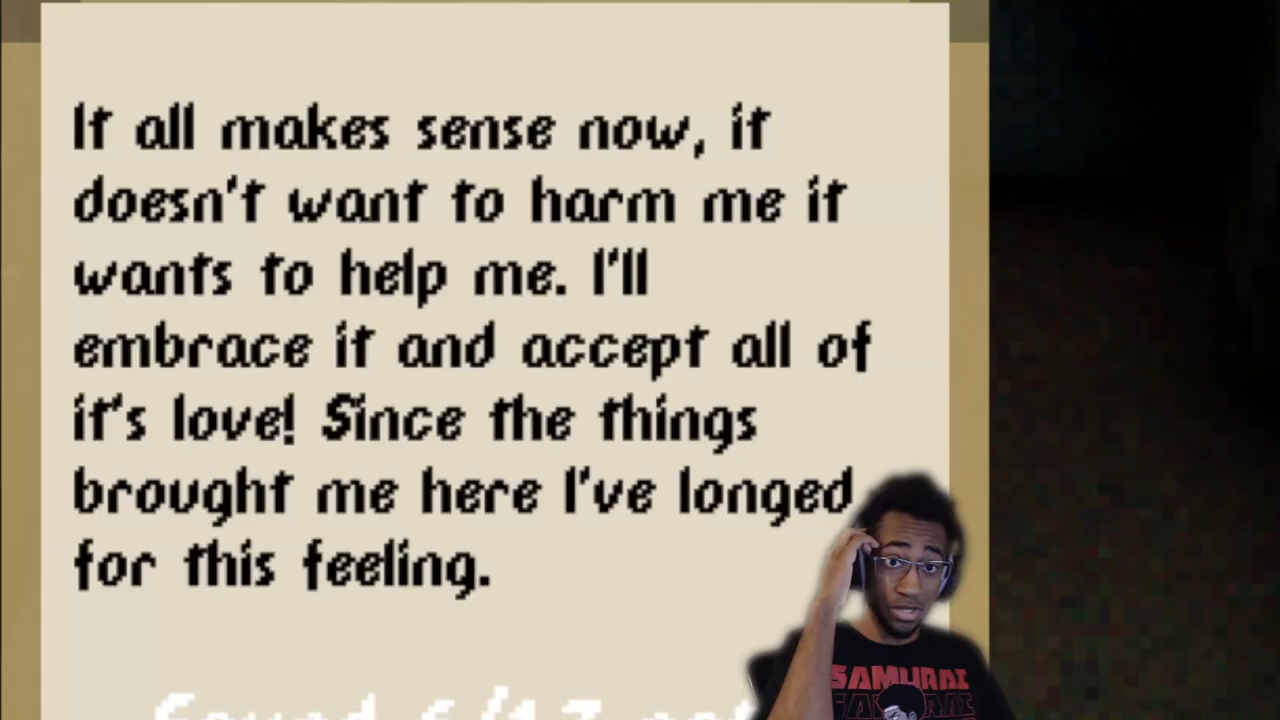 It all makes sense now, it
doesn't want to harm me it
wants to help me. I'll
embrace it and accept all of
it's love! Since the things
brought me here I've longed
for this feeling.
Found
SAMURAI